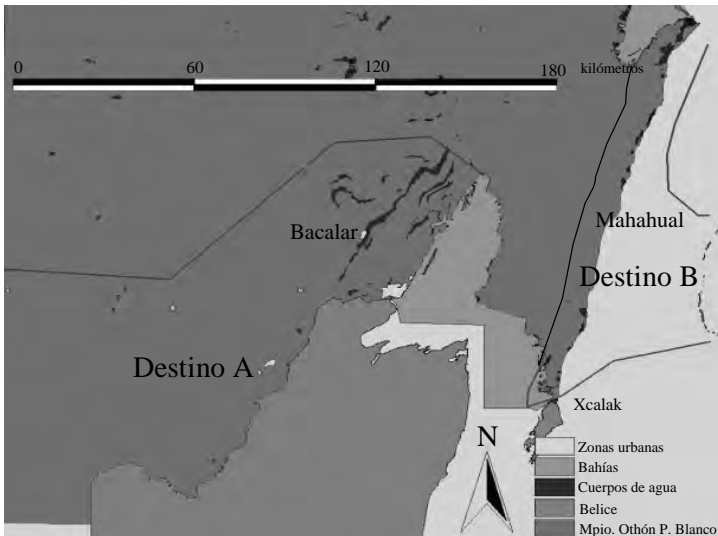 0 60 120 180
kilómetros
Bacalar
Mahahual
Destino B
Destino A
Xcalak
N
Zonas urbanas
Bahías
Cuerpos de agua
Belice
Mpio. Othón P. Blanco